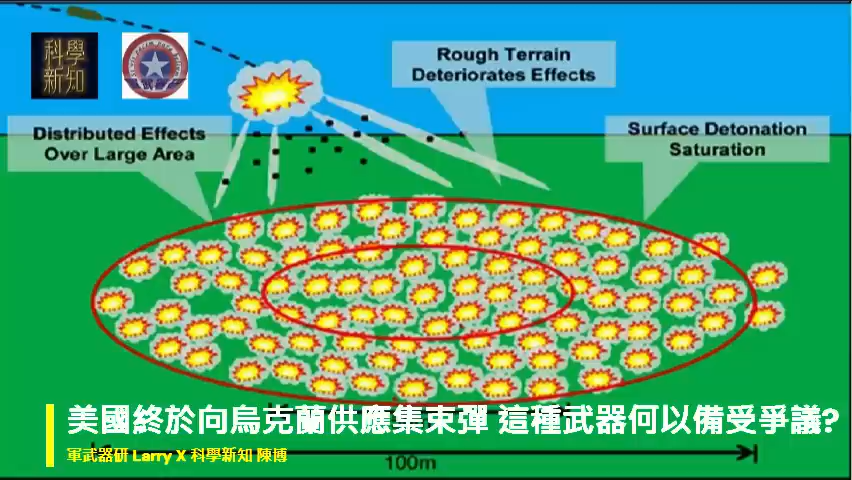 科學
新知
Rough Terrain
Deteriorates Effects
Distributed Effects
Over Large Area
Surface Detonation
Saturation
美國終於向烏克蘭供應集束彈 這種武器何以備受爭議?
軍武器研 Larry X 科學新知 陳博
100m